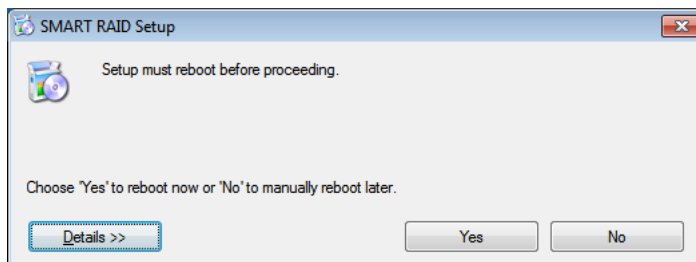 SMART RAID Setup
Setup must reboot before proceeding.
Choose 'Yes' to reboot now or 'No' to manually reboot later.
Details >>
Yes
No